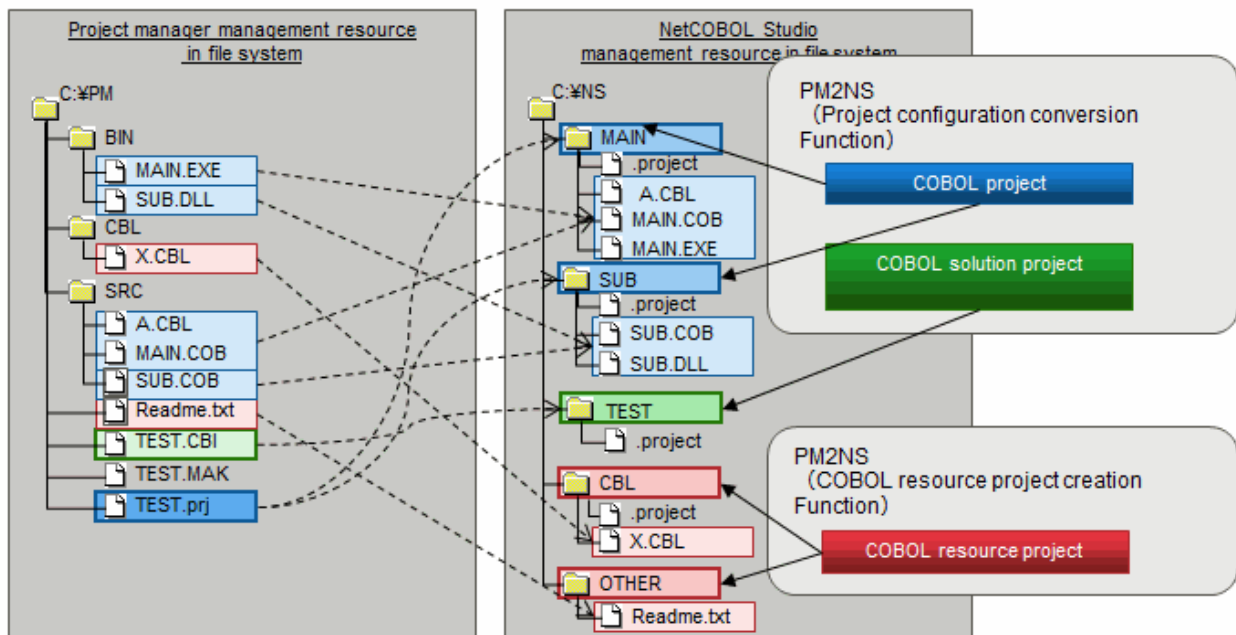 Project manager management resource
in file system
C:¥PM
BIN
MAIN.EXE
SUB.DLL
CBL
X.CBL
SRC
A.CBL
MAIN.COB
SUB.COB
Readme.txt
TEST.CBI
TEST.MAK
TEST.prj
NetCOBOL Studio
management resource in file system
C:¥NS
MAIN
.project
A.CBL
MAIN.COB
MAIN.EXE
SUB
.project
SUB.COB
SUB.DLL
TEST
.project
CBL
.project
X.CBL
OTHER
Readme.txt
PM2NS
（Project configuration conversion
Function）
COBOL project
COBOL solution project
PM2NS
（COBOL resource project creation
Function）
COBOL resource project